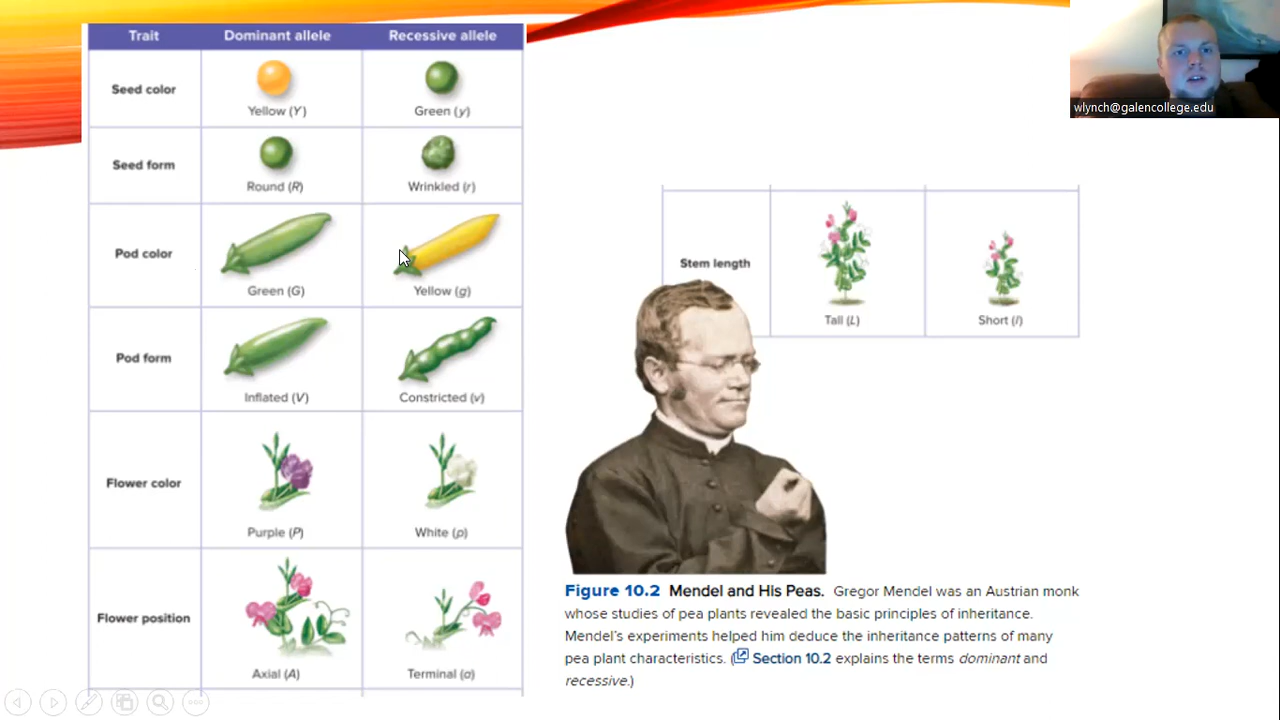 Trait Dominant allele Recessive allele
Seed color
Yellow (Y) Green (y)
Seed form
Round (R) Wrinkled (r)
Pod color
Green (G) Yellow (g)
Pod form
Inflated (V) Constricted (v)
Flower color
Purple (P) White (p)
Flower position
Axial (A) Terminal (a)
wlynch@galencollege.edu
Stem length
Tall (L) Short (l)
Figure 10.2 Mendel and His Peas. Gregor Mendel was an Austrian monk
whose studies of pea plants revealed the basic principles of inheritance.
Mendel's experiments helped him deduce the inheritance patterns of many
pea plant characteristics. (Section 10.2 explains the terms dominant and
recessive.)